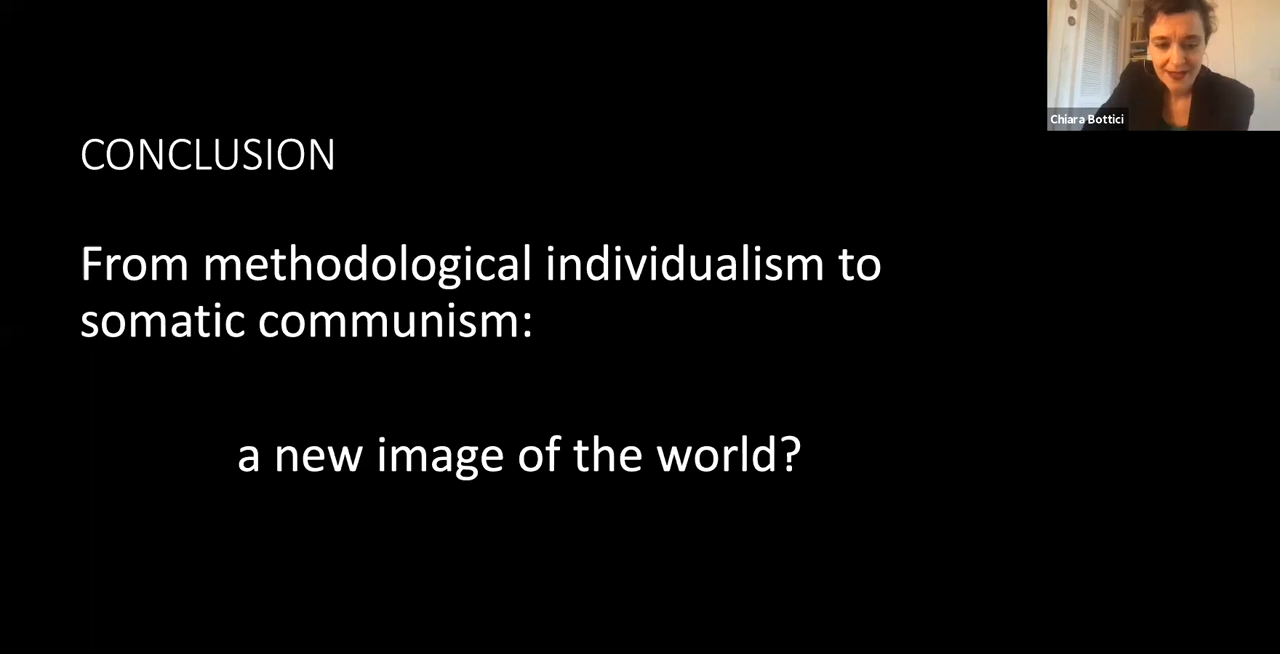 CONCLUSION
From methodological individualism to
somatic communism:
a new image of the world?
Chiara Bottici